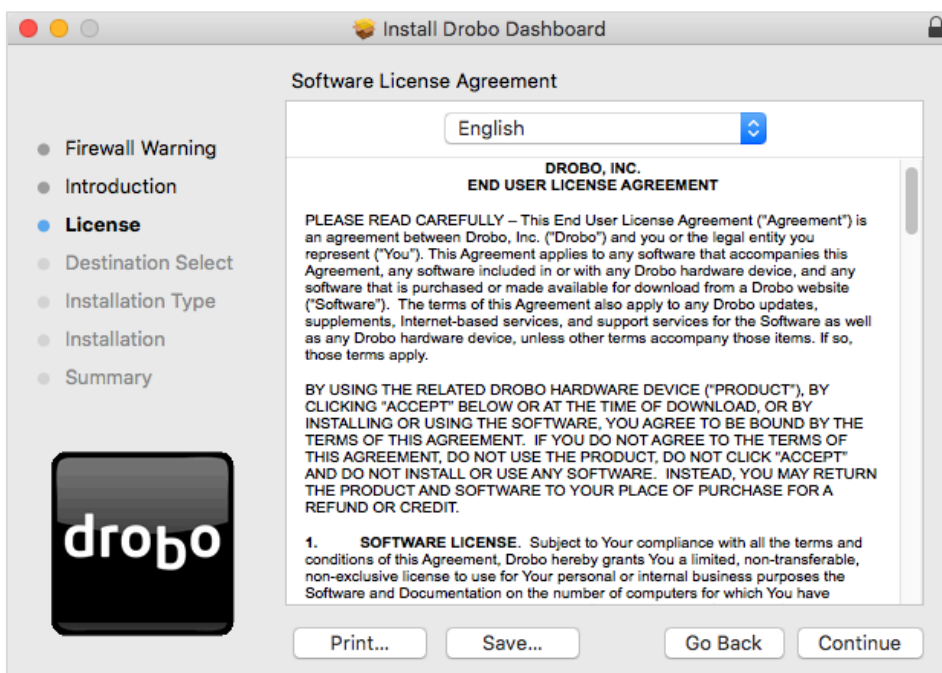 Install Drobo Dashboard
Software License Agreement
Firewall Warning
Introduction
License
Destination Select
Installation Type
Installation
Summary
drobo
English
DROBO, INC.
END USER LICENSE AGREEMENT
PLEASE READ CAREFULLY – This End User License Agreement ("Agreement") is
an agreement between Drobo, Inc. ("Drobo") and you or the legal entity you
represent ("You"). This Agreement applies to any software that accompanies this
Agreement, any software included in or with any Drobo hardware device, and any
software that is purchased or made available for download from a Drobo website
("Software").  The terms of this Agreement also apply to any Drobo updates,
supplements, Internet-based services, and support services for the Software as well
as any Drobo hardware device, unless other terms accompany those items. If so,
those terms apply.
BY USING THE RELATED DROBO HARDWARE DEVICE ("PRODUCT"), BY
CLICKING "ACCEPT" BELOW OR AT THE TIME OF DOWNLOAD, OR BY
INSTALLING OR USING THE SOFTWARE, YOU AGREE TO BE BOUND BY THE
TERMS OF THIS AGREEMENT.  IF YOU DO NOT AGREE TO THE TERMS OF
THIS AGREEMENT, DO NOT USE THE PRODUCT, DO NOT CLICK "ACCEPT"
AND DO NOT INSTALL OR USE ANY SOFTWARE.  INSTEAD, YOU MAY RETURN
THE PRODUCT AND SOFTWARE TO YOUR PLACE OF PURCHASE FOR A
REFUND OR CREDIT.
1. SOFTWARE LICENSE.  Subject to Your compliance with all the terms and
conditions of this Agreement, Drobo hereby grants You a limited, non-transferable,
non-exclusive license to use for Your personal or internal business purposes the
Software and Documentation on the number of computers for which You have
Print...
Save...
Go Back
Continue